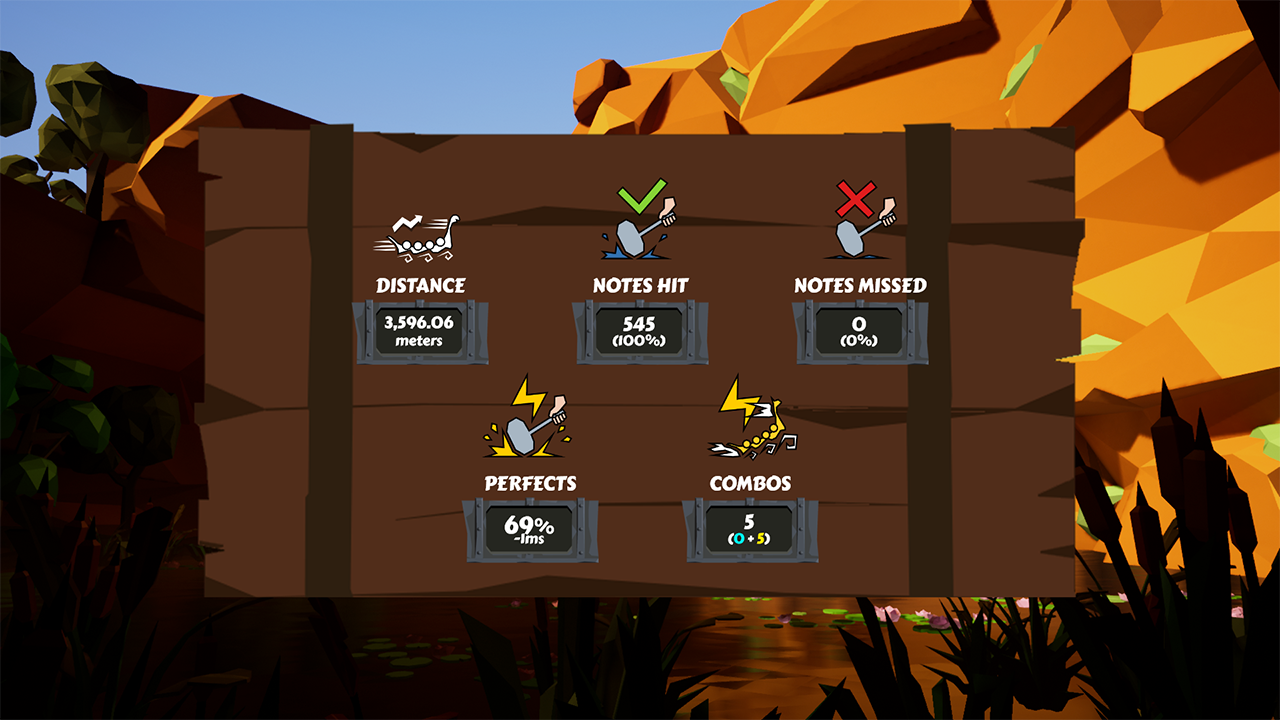 DISTANCE
3,596.06
meters
NOTES HIT
545
(100%)
NOTES MISSED
0
(0%)
PERFECTS
69%
-1ms
COMBOS
5
(0 + 5)